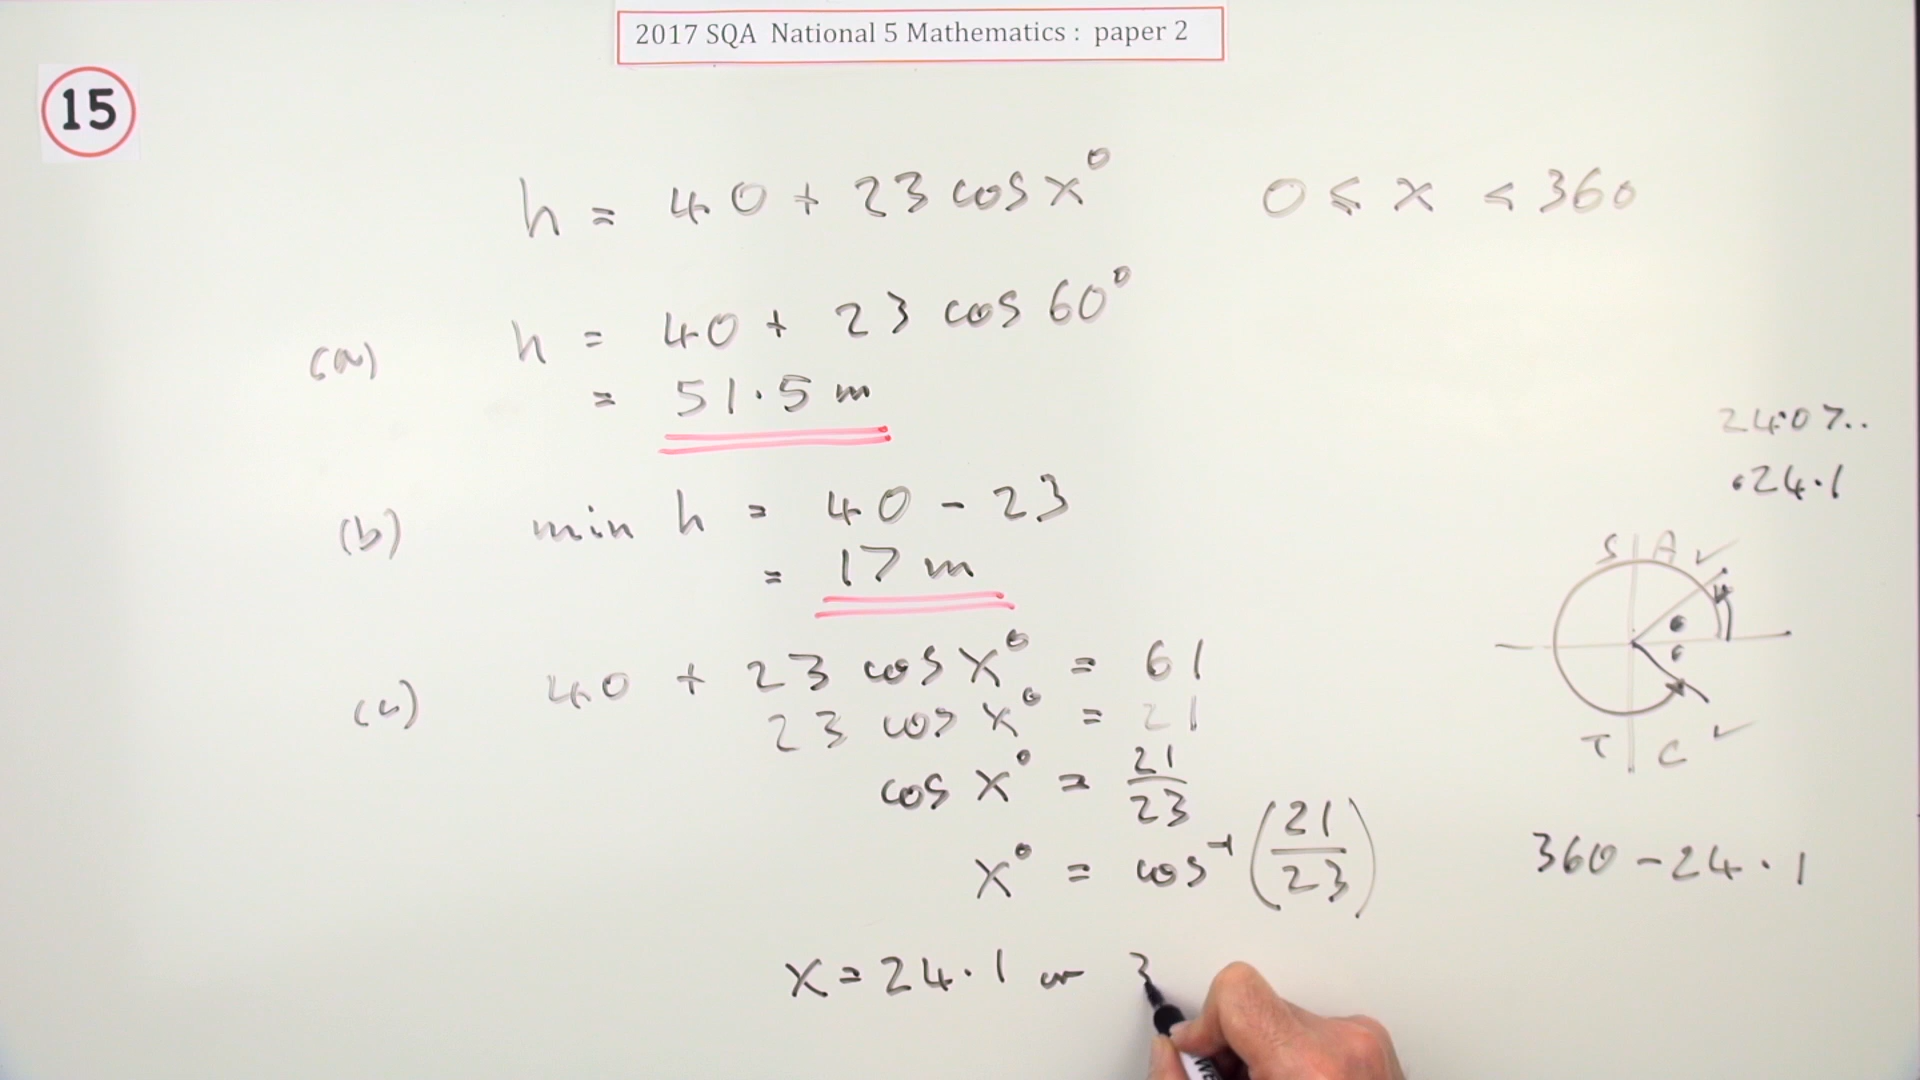 2017 SQA National 5 Mathematics : paper 2
15
h = 40 + 23 cos x° 0 ≤ x < 360
(a) h = 40 + 23 cos 60°
= 51.5 m
(b) min h = 40 - 23
= 17 m
(c) 40 + 23 cos x° = 61
23 cos x° = 21
cos x° = 21/23
x° = cos⁻¹ (21/23)
x = 24.1 or 3
24.07..
24.1
S A ✓
T C ✓
360 - 24.1
WE